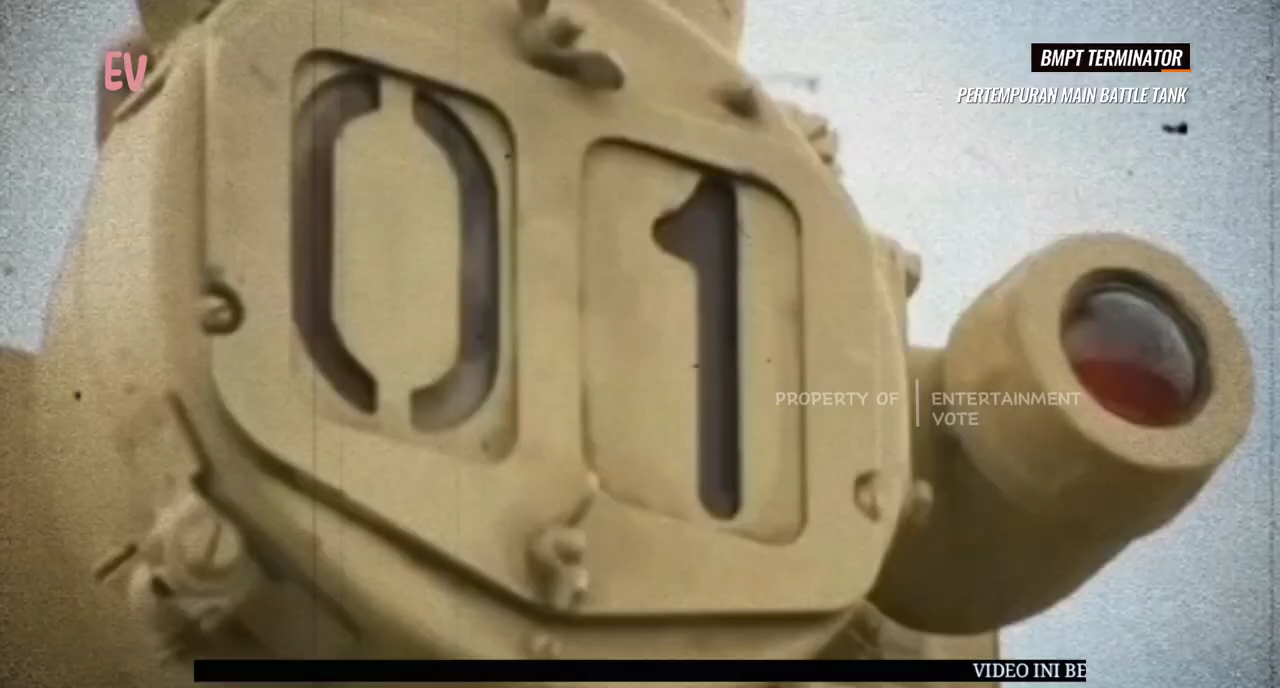 EV
BMPT TERMINATOR
PERTEMPURAN MAIN BATTLE TANK
01
PROPERTY OF
ENTERTAINMENT
VOTE
VIDEO INI BE